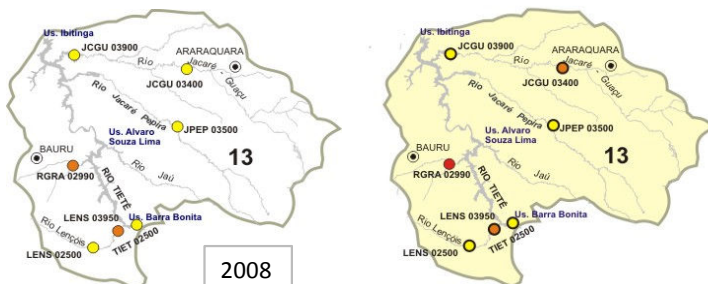 Us. Ibitinga
JCGU 03900
ARARAQUARA
Rio Jacaré - Guaçu
JCGU 03400
Rio Jacaré Pepira
JPEP 03500
Us. Alvaro
Souza Lima
13
BAURU
RGRA 02990
Rio Jaú
RIO TIETÊ
LENS 03950
Us. Barra Bonita
TIET 02500
Rio Lençóis
LENS 02500
2008
Us. Ibitinga
JCGU 03900
ARARAQUARA
Rio Jacaré - Guaçu
JCGU 03400
Rio Jacaré Pepira
JPEP 03500
Us. Alvaro
Souza Lima
13
BAURU
RGRA 02990
Rio Jaú
RIO TIETÊ
LENS 03950
Us. Barra Bonita
TIET 02500
Rio Lençóis
LENS 02500